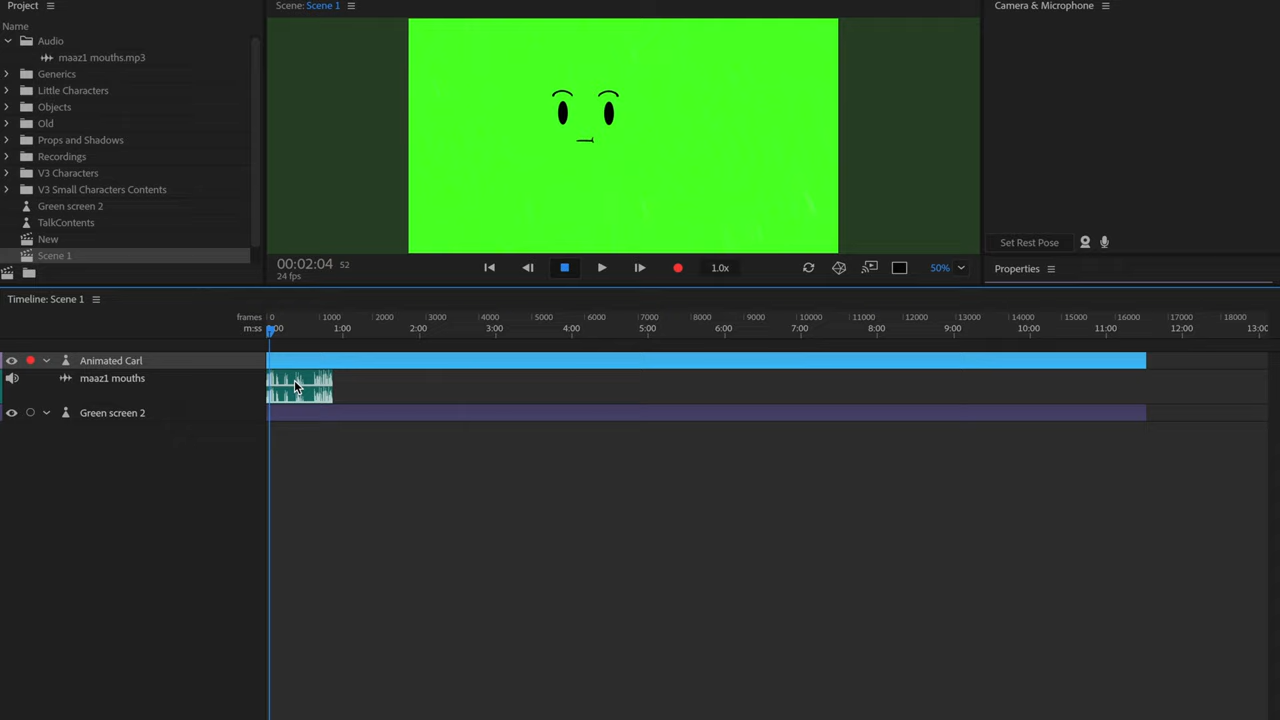 Project
Name
Audio
maaz1 mouths.mp3
Generics
Little Characters
Objects
Old
Props and Shadows
Recordings
V3 Characters
V3 Small Characters Contents
Green screen 2
TalkContents
New
Scene 1
Scene: Scene 1
00:02:04 52
24 fps
1.0x
50%
Camera & Microphone
Set Rest Pose
Properties
Timeline: Scene 1
frames 0 1000 2000 3000 4000 5000 6000 7000 8000 9000 10000 11000 12000 13000 14000 15000 16000 17000 18000
m:ss :00 1:00 2:00 3:00 4:00 5:00 6:00 7:00 8:00 9:00 10:00 11:00 12:00 13:00
Animated Carl
maaz1 mouths
Green screen 2